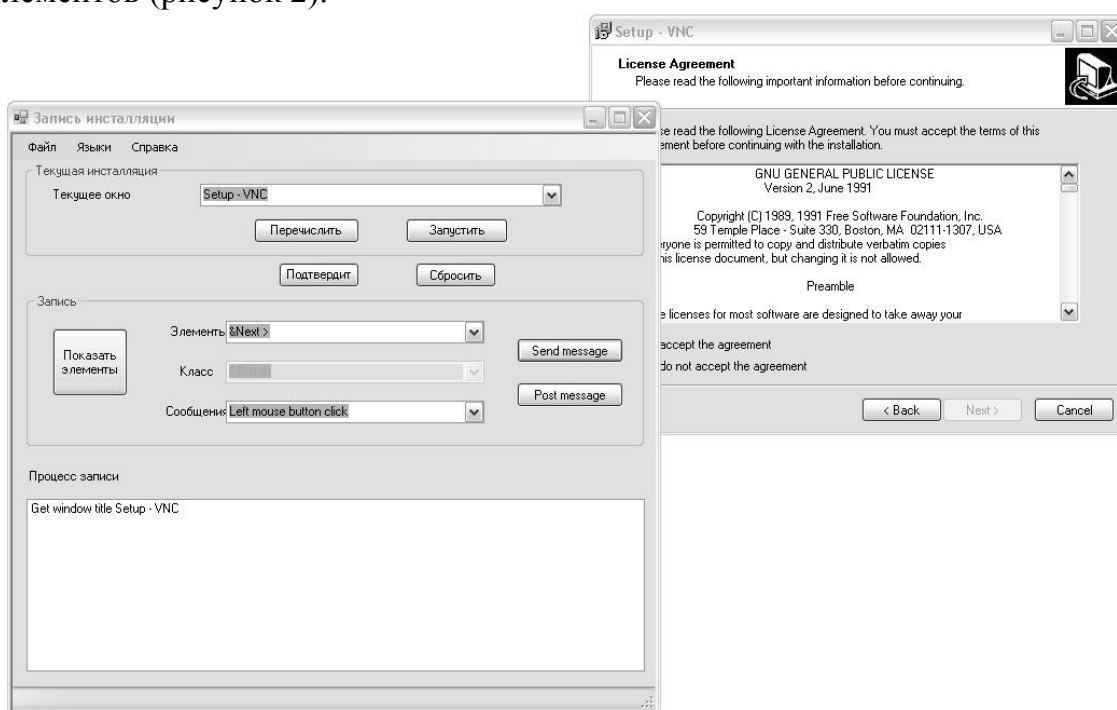 (рисунок 2).
Setup - VNC
License Agreement
Please read the following important information before continuing.
se read the following License Agreement. You must accept the terms of this
ement before continuing with the installation.
GNU GENERAL PUBLIC LICENSE
Version 2, June 1991
Copyright (C) 1989, 1991 Free Software Foundation, Inc.
59 Temple Place - Suite 330, Boston, MA 02111-1307, USA
eryone is permitted to copy and distribute verbatim copies
his license document, but changing it is not allowed.
Preamble
e licenses for most software are designed to take away your
accept the agreement
do not accept the agreement
< Back Next > Cancel
Запись инсталляции
Файл Языки Справка
Текущая инсталляция
Текущее окно Setup - VNC
Перечислить Запустить
Подтвердит Сбросить
Запись
Показать
элементы
Элементь &Next >
Класс
Сообщения Left mouse button click
Send message
Post message
Процесс записи
Get window title Setup - VNC